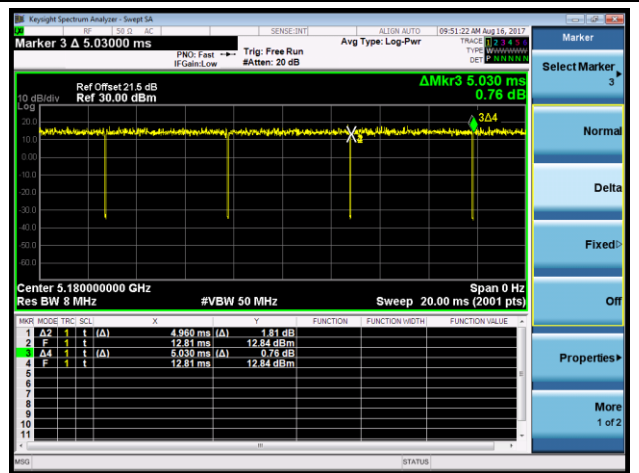 Keysight Spectrum Analyzer - Swept SA
RF 50 Ω AC SENSE:INT ALIGN AUTO 09:51:22 AM Aug 16, 2017
Marker 3 Δ 5.03000 ms
PNO: Fast
IFGain:Low
Trig: Free Run
#Atten: 20 dB
Avg Type: Log-Pwr
TRACE 1 2 3 4 5 6
TYPE WWWWWW
DET P N N N N N
Ref Offset 21.5 dB
10 dB/div Ref 30.00 dBm
Log
ΔMkr3 5.030 ms
0.76 dB
20.0
10.0
0.00
-10.0
-20.0
-30.0
-40.0
-50.0
-60.0
3Δ4
Center 5.180000000 GHz Span 0 Hz
Res BW 8 MHz #VBW 50 MHz Sweep 20.00 ms (2001 pts)
MKR MODE TRC SCL X Y FUNCTION FUNCTION WIDTH FUNCTION VALUE
1 Δ2 1 t (Δ) 4.960 ms (Δ) 1.81 dB
2 F 1 t 12.81 ms 12.84 dBm
3 Δ4 1 t (Δ) 5.030 ms (Δ) 0.76 dB
4 F 1 t 12.81 ms 12.84 dBm
5
6
7
8
9
10
11
MSG STATUS
Marker
Select Marker
3
Normal
Delta
Fixed
Off
Properties
More
1 of 2